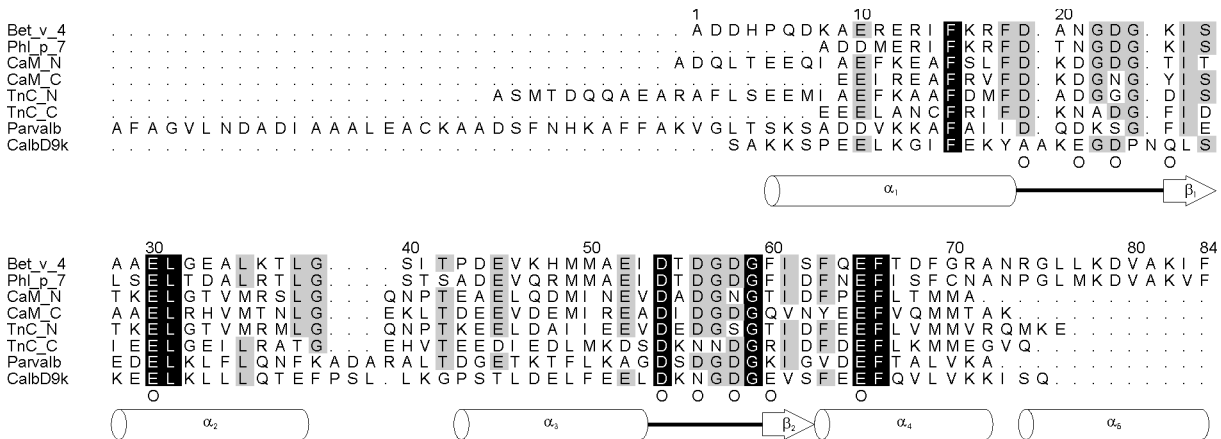 1 10 20
Bet_v_4 . . . . . . . . . . . . . . . . . . . . . . . . . . . . . . . . A D D H P Q D K A E R E R I F K R F D . A N G D G . K I S
Phl_p_7 . . . . . . . . . . . . . . . . . . . . . . . . . . . . . . . . . . . . . . . A D D M E R I F K R F D . T N G D G . K I S
CaM_N . . . . . . . . . . . . . . . . . . . . . . . . . . . . . . . A D Q L T E E Q I A E F K E A F S L F D . K D G D G . T I T
CaM_C . . . . . . . . . . . . . . . . . . . . . . . . . . . . . . . . . . . . . . . . E E I R E A F R V F D . K D G N G . Y I S
TnC_N . . . . . . . . . . . . . . . . . . . . . A S M T D Q Q A E A R A F L S E E M I A E F K A A F D M F D . A D G G G . D I S
TnC_C . . . . . . . . . . . . . . . . . . . . . . . . . . . . . . . . . . . . . . . E E E L A N C F R I F D . K N A D G . F I D
Parvalb A F A G V L N D A D I A A A L E A C K A A D S F N H K A F F A K V G L T S K S A D D V K K A F A I I D . Q D K S G . F I E
CalbD9k . . . . . . . . . . . . . . . . . . . . . . . . . . . . . . . . . . S A K K S P E E L K G I F E K Y A A K E G D P N Q L S
O O O O
α1 β1
30 40 50 60 70 80 84
Bet_v_4 A A E L G E A L K T L G . . . . S I T P D E V K H M M A E I D T D G D G F I S F Q E F T D F G R A N R G L L K D V A K I F
Phl_p_7 L S E L T D A L R T L G . . . . S T S A D E V Q R M M A E I D T D G D G F I D F N E F I S F C N A N P G L M K D V A K V F
CaM_N T K E L G T V M R S L G . . . Q N P T E A E L Q D M I N E V D A D G N G T I D F P E F L T M M A . . . . . . . . . . . . .
CaM_C A A E L R H V M T N L G . . . E K L T D E E V D E M I R E A D I D G D G Q V N Y E E F V Q M M T A K . . . . . . . . . . .
TnC_N T K E L G T V M R M L G . . . Q N P T K E E L D A I I E E V D E D G S G T I D F E E F L V M M V R Q M K E . . . . . . . .
TnC_C I E E L G E I L R A T G . . . E H V T E E D I E D L M K D S D K N N D G R I D F D E F L K M M E G V Q . . . . . . . . . .
Parvalb E D E L K L F L Q N F K A D A R A L T D G E T K T F L K A G D S D G D G K I G V D E F T A L V K A . . . . . . . . . . . .
CalbD9k K E E L K L L L Q T E F P S L . L K G P S T L D E L F E E L D K N G D G E V S F E E F Q V L V K K I S Q . . . . . . . . .
O O O O O O
α2 α3 β2 α4 α5